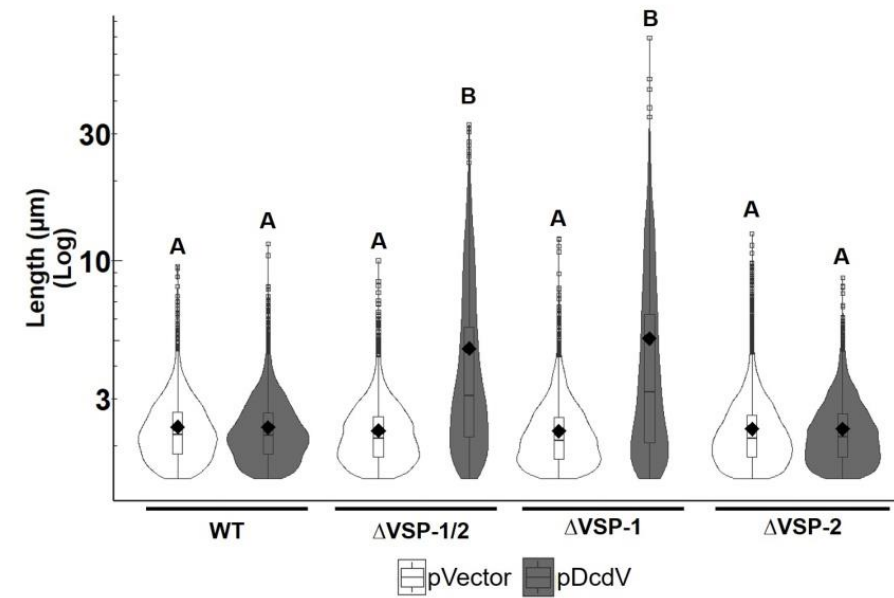 B
B
30
A
A
A
A
A
A
10
3
Length (µm)
(Log)
WT
ΔVSP-1/2
ΔVSP-1
ΔVSP-2
pVector
pDcdV